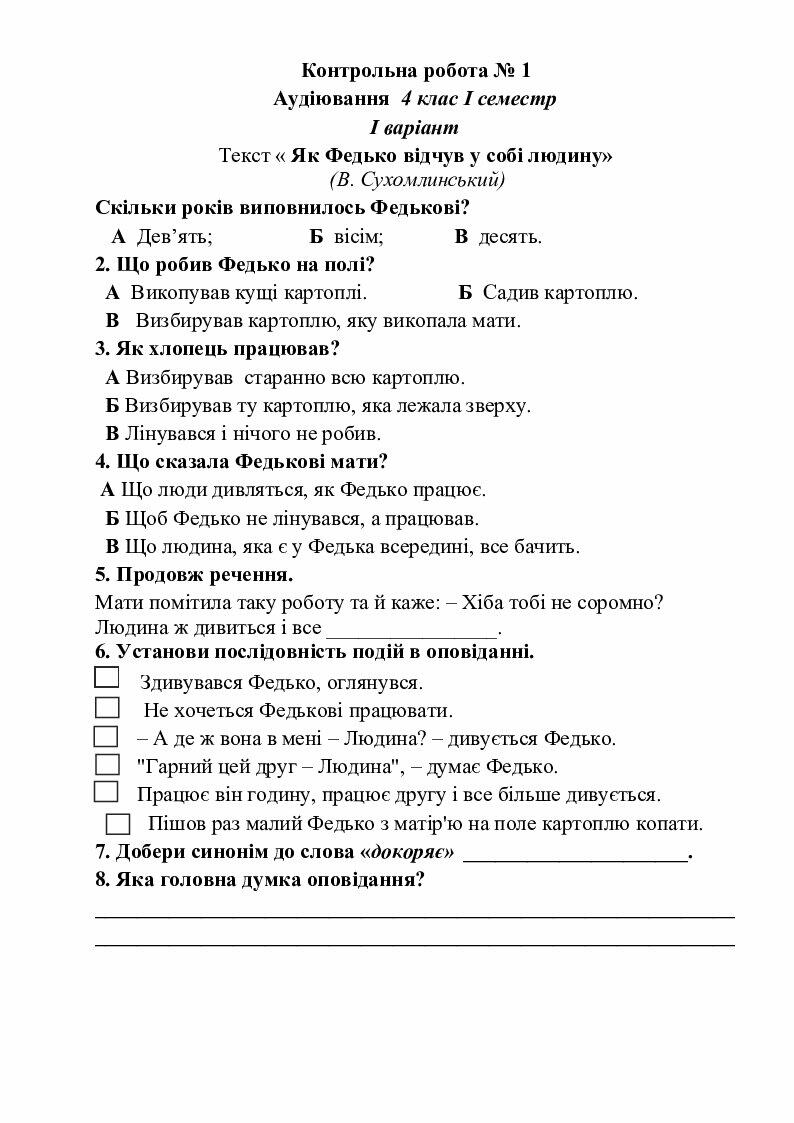 Контрольна робота № 1
Аудіювання 4 клас І семестр
І варіант
Текст « Як Федько відчув у собі людину»
(В. Сухомлинський)
Скільки років виповнилось Федькові?
А Дев’ять; Б вісім; В десять.
2. Що робив Федько на полі?
А Викопував кущі картоплі. Б Садив картоплю.
В Визбирував картоплю, яку викопала мати.
3. Як хлопець працював?
А Визбирував старанно всю картоплю.
Б Визбирував ту картоплю, яка лежала зверху.
В Лінувався і нічого не робив.
4. Що сказала Федькові мати?
А Що люди дивляться, як Федько працює.
Б Щоб Федько не лінувався, а працював.
В Що людина, яка є у Федька всередині, все бачить.
5. Продовж речення.
Мати помітила таку роботу та й каже: – Хіба тобі не соромно?
Людина ж дивиться і все ________________.
6. Установи послідовність подій в оповіданні.
Здивувався Федько, оглянувся.
Не хочеться Федькові працювати.
– А де ж вона в мені – Людина? – дивується Федько.
"Гарний цей друг – Людина", – думає Федько.
Працює він годину, працює другу і все більше дивується.
Пішов раз малий Федько з матір'ю на поле картоплю копати.
7. Добери синонім до слова «докоряє» _____________________.
8. Яка головна думка оповідання?